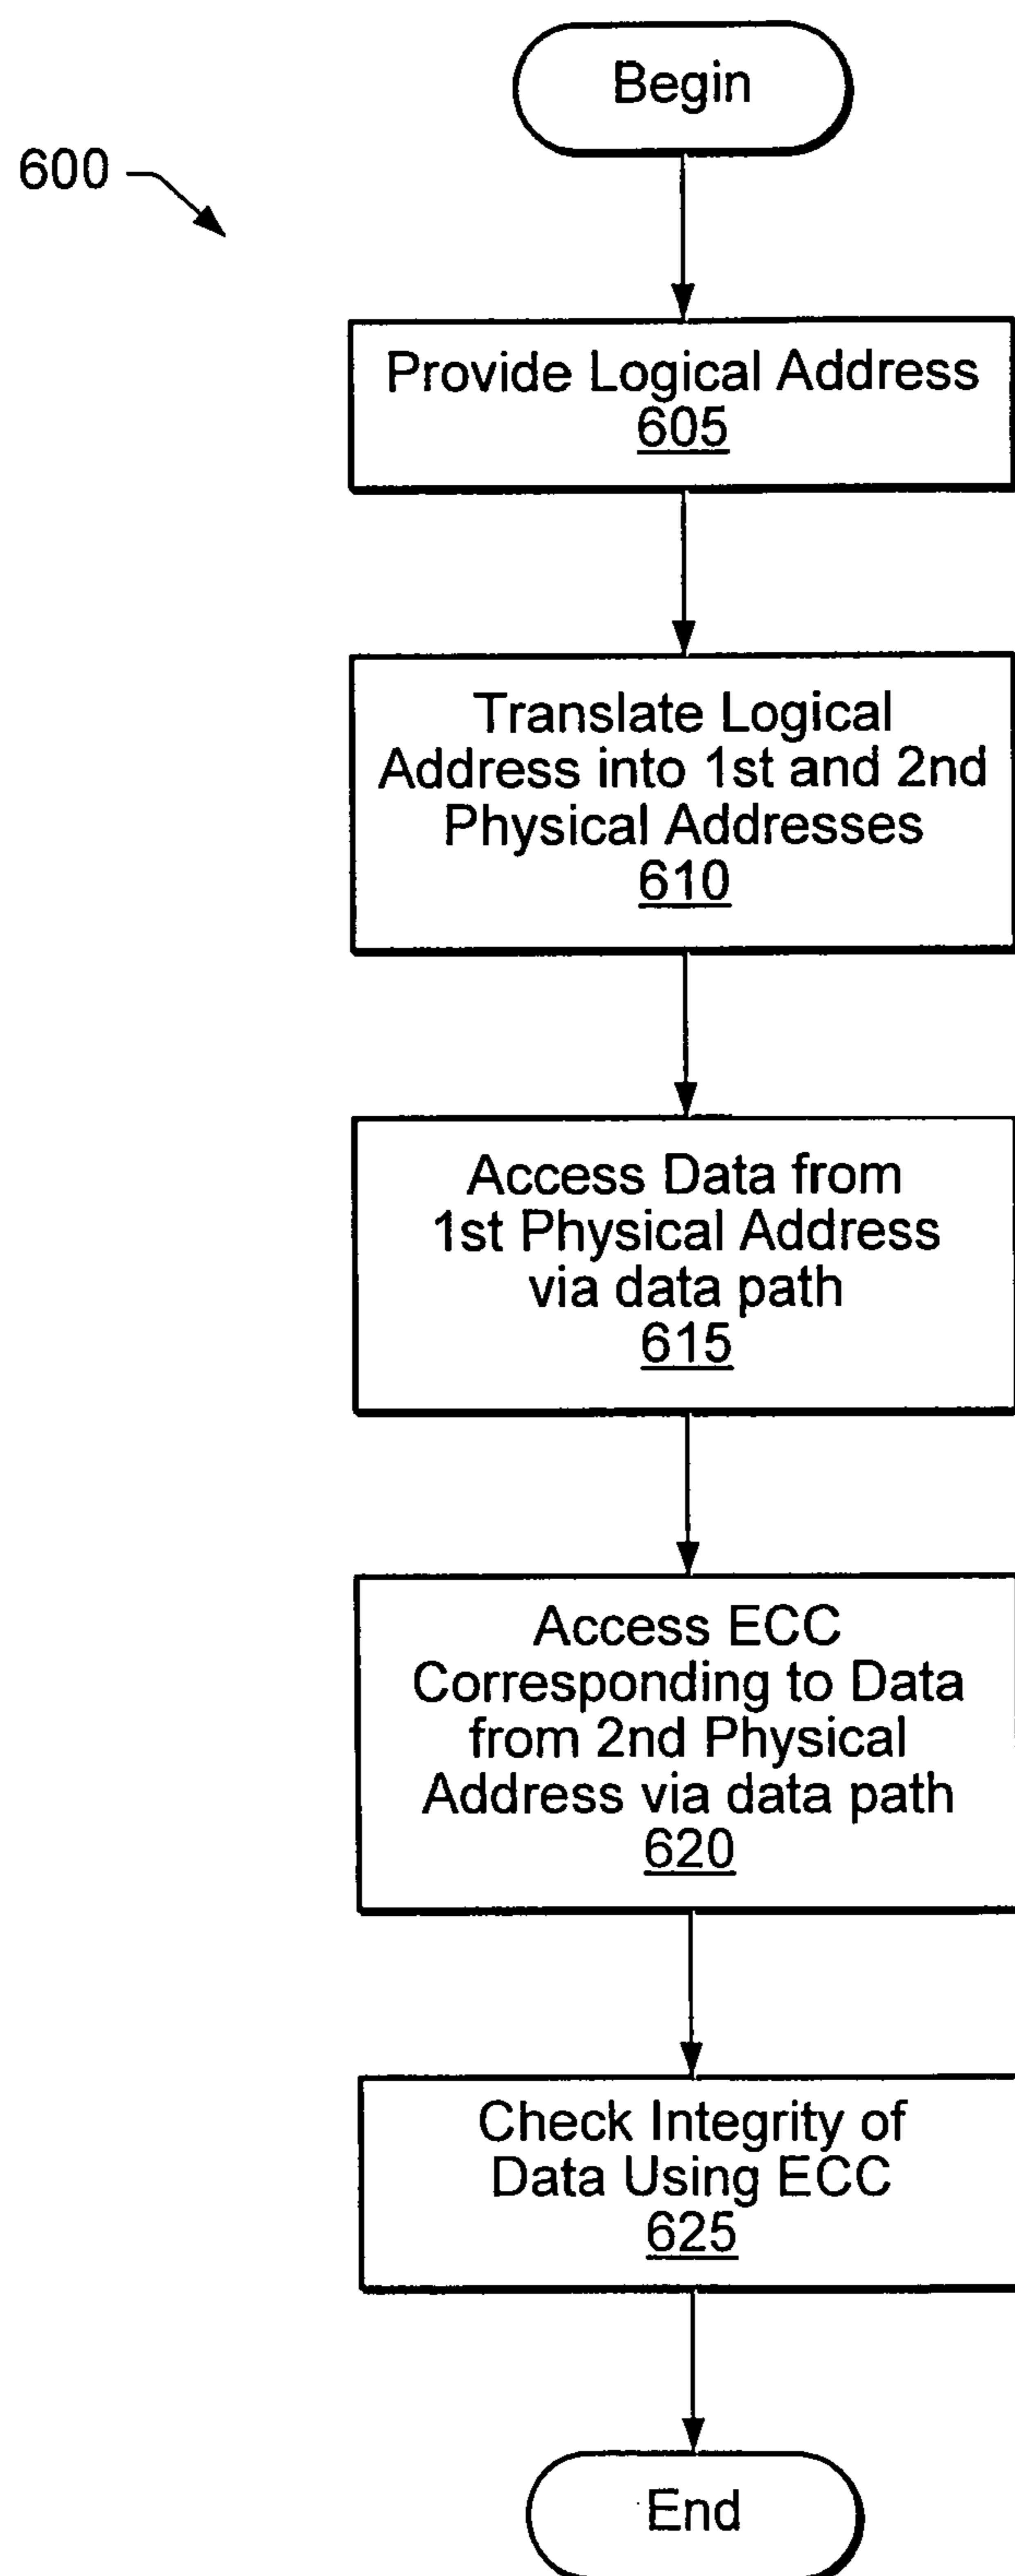 Begin
600
Provide Logical Address
605
Translate Logical
Address into 1st and 2nd
Physical Addresses
610
Access Data from
1st Physical Address
via data path
615
Access ECC
Corresponding to Data
from 2nd Physical
Address via data path
620
Check Integrity of
Data Using ECC
625
End